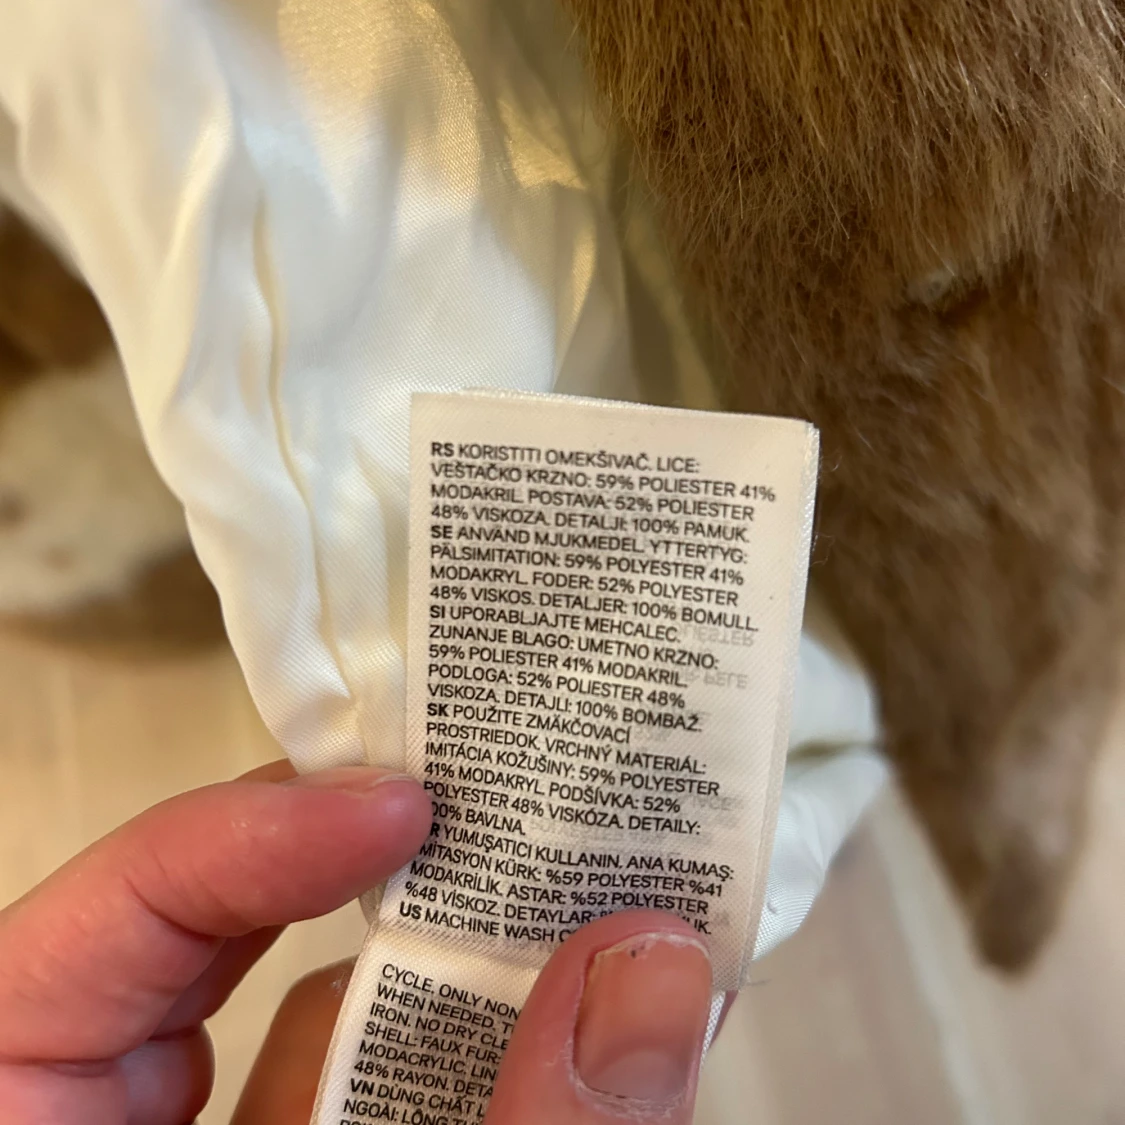 RS KORISTITI OMEKŠIVAČ. LICE:
VEŠTAČKO KRZNO: 59% POLIESTER 41%
MODAKRIL. POSTAVA: 52% POLIESTER
48% VISKOZA. DETALJI: 100% PAMUK.
SE ANVÄND MJUKMEDEL. YTTERTYG:
PÄLSIMITATION: 59% POLYESTER 41%
MODAKRYL. FODER: 52% POLYESTER
48% VISKOS. DETALJER: 100% BOMULL.
SI UPORABLJAJTE MEHČALEC.
ZUNANJE BLAGO: UMETNO KRZNO:
59% POLIESTER 41% MODAKRIL.
PODLOGA: 52% POLIESTER 48%
VISKOZA. DETAJLI: 100% BOMBAŽ.
SK POUŽITE ZMÄKČOVACÍ
PROSTRIEDOK. VRCHNÝ MATERIÁL:
IMITÁCIA KOŽUŠINY: 59% POLYESTER
41% MODAKRYL. PODŠÍVKA: 52%
POLYESTER 48% VISKÓZA. DETAILY:
00% BAVLNA.
R YUMUŞATICI KULLANIN. ANA KUMAŞ:
İMİTASYON KÜRK: %59 POLYESTER %41
MODAKRİLİK. ASTAR: %52 POLYESTER
%48 VİSKOZ. DETAYLAR:
US MACHINE WASH
CYCLE. ONLY NON
WHEN NEEDED.
IRON. NO DRY
SHELL: FAUX FUR:
MODACRYLIC.
48% RAYON.
VN DÙNG CHẤT
NGOÀI: LÔNG